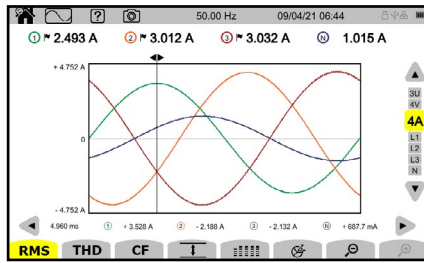 ? 50.00 Hz 09/04/21 06:44
1 2.493 A 2 3.012 A 3 3.032 A N 1.015 A
+ 4.752 A
0
- 4.752 A
3U
4V
4A
L1
L2
L3
N
4.960 ms 1 + 3.528 A 2 - 2.188 A 3 - 2.132 A N + 687.7 mA
RMS THD CF